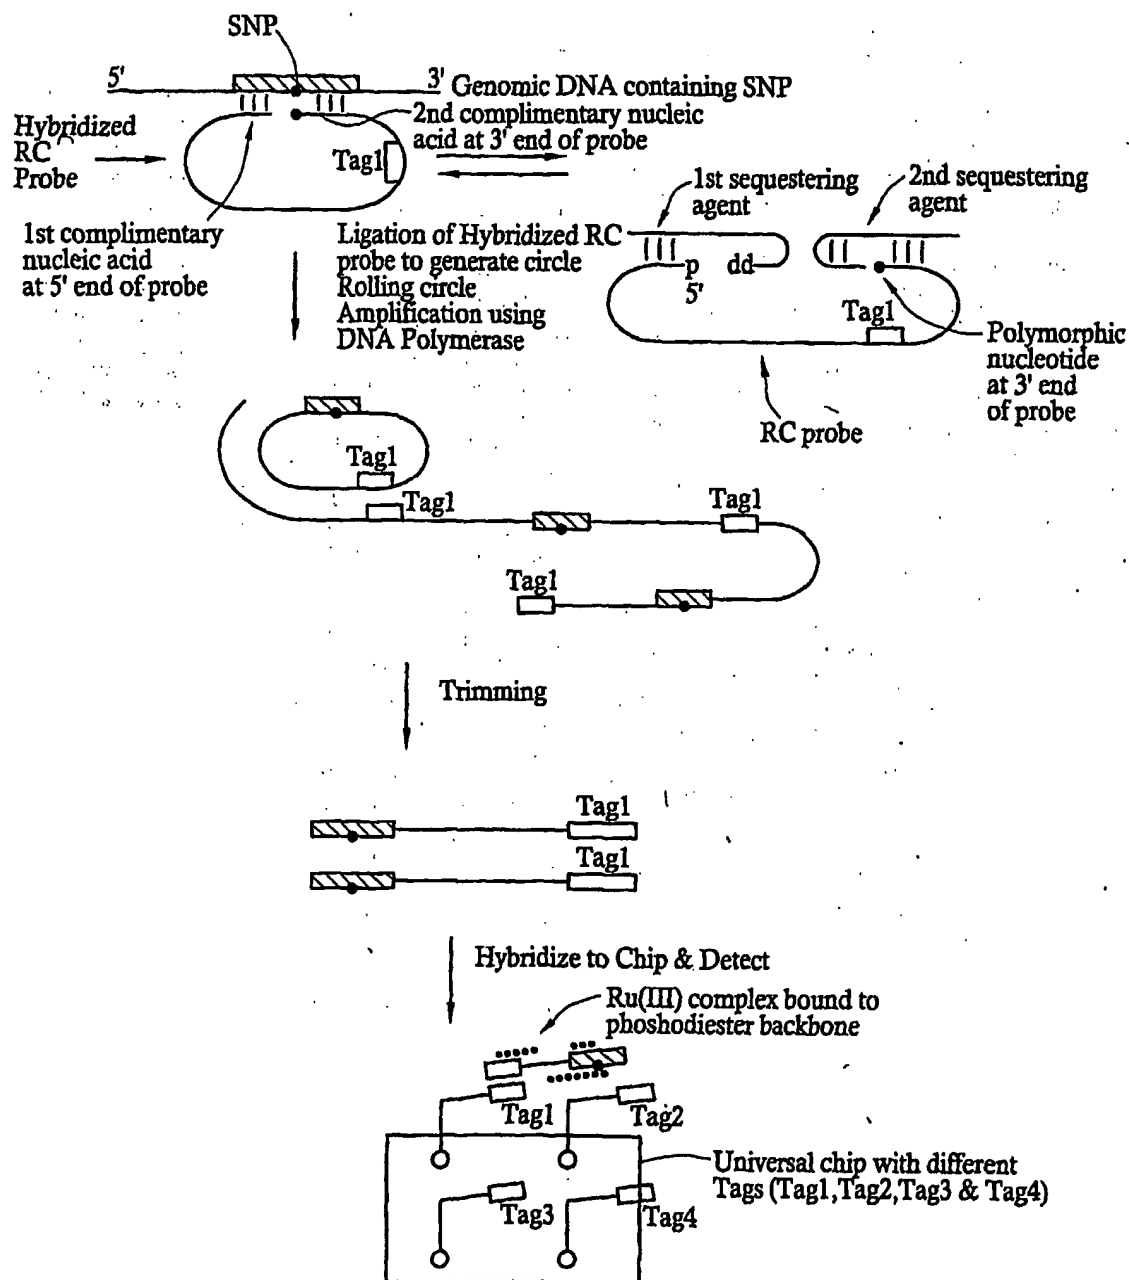 SNP
5'
3' Genomic DNA containing SNP
2nd complimentary nucleic
acid at 3' end of probe
Hybridized
RC
Probe
Tag1
1st sequestering
agent
2nd sequestering
agent
1st complimentary
nucleic acid
at 5' end of probe
Ligation of Hybridized RC
probe to generate circle
Rolling circle
Amplification using
DNA Polymerase
p
dd
5'
Tag1
Polymorphic
nucleotide
at 3' end
of probe
RC probe
Tag1
Tag1
Tag1
Tag1
Trimming
Tag1
Tag1
Hybridize to Chip & Detect
Ru(III) complex bound to
phoshodiester backbone
Tag1
Tag2
Universal chip with different
Tags (Tag1,Tag2,Tag3 & Tag4)
Tag3
Tag4